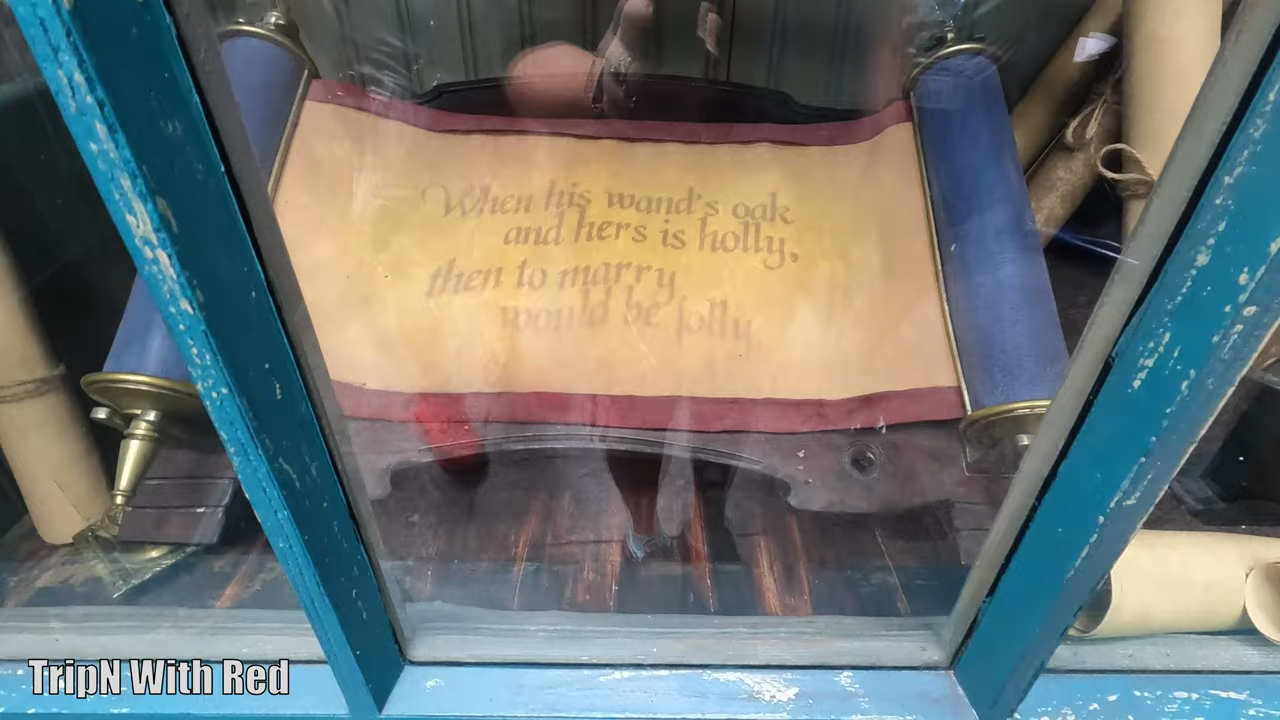 When his wand's oak
and hers is holly,
then to marry
would be folly
TripN With Red